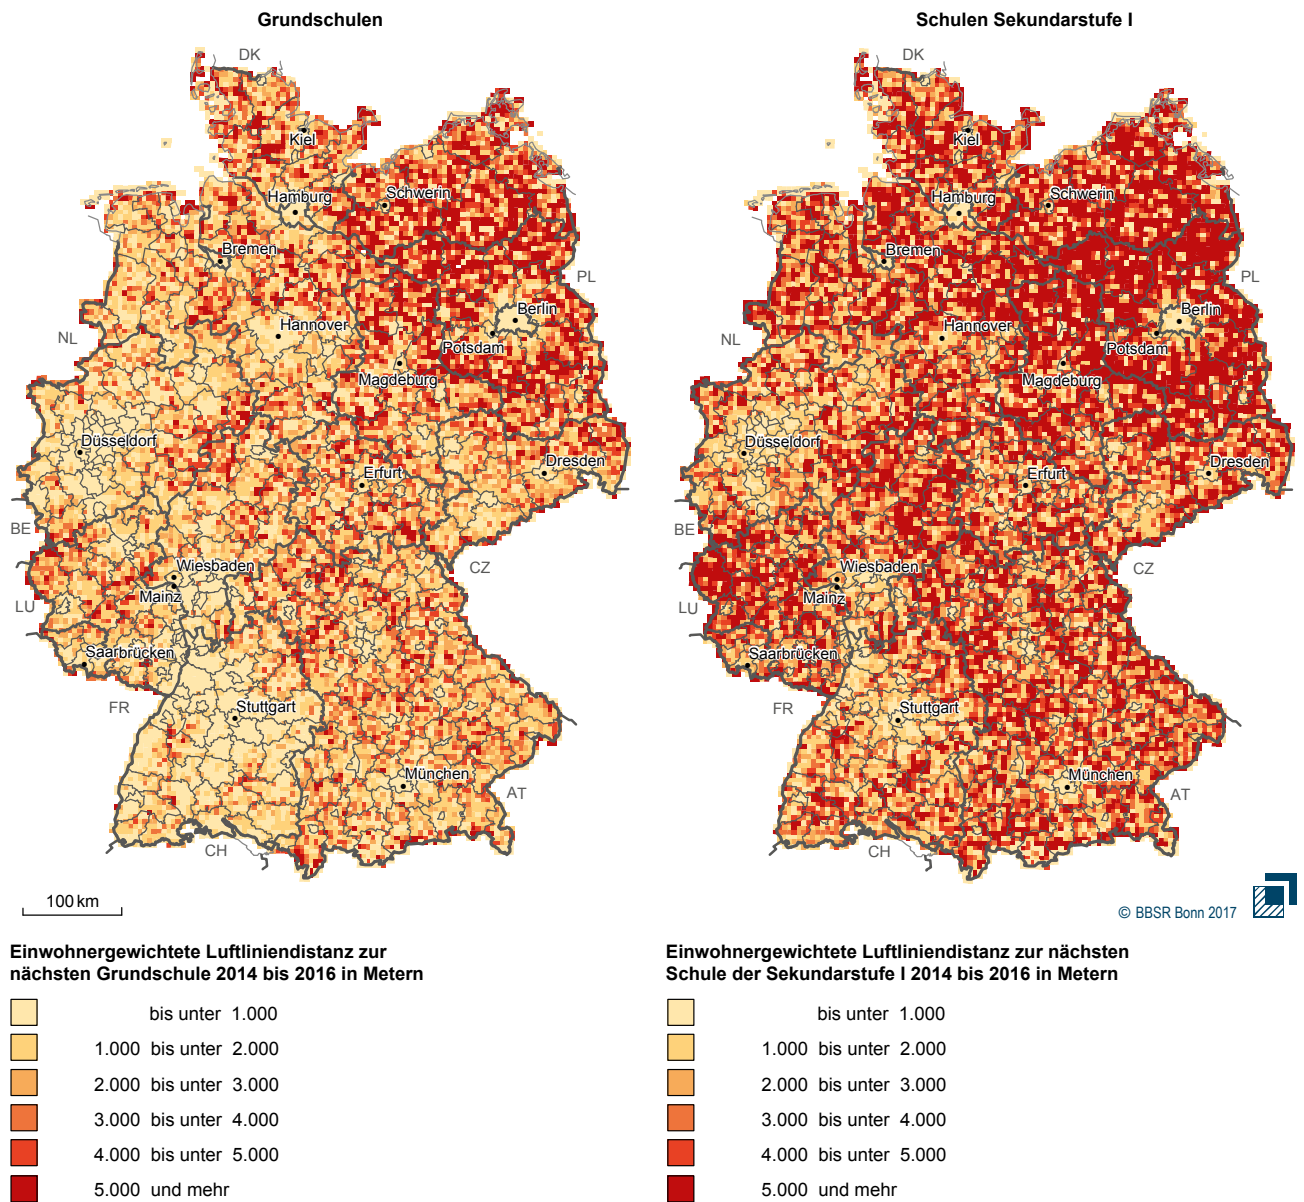 Grundschulen
DK
Kiel
Hamburg
Schwerin
Bremen
PL
Berlin
Hannover
NL
Potsdam
Magdeburg
Düsseldorf
Dresden
Erfurt
BE
Wiesbaden
CZ
Mainz
LU
Saarbrücken
FR
Stuttgart
München
AT
CH
100 km
Schulen Sekundarstufe I
DK
Kiel
Hamburg
Schwerin
Bremen
PL
Berlin
Hannover
NL
Potsdam
Magdeburg
Düsseldorf
Dresden
Erfurt
BE
Wiesbaden
CZ
Mainz
LU
Saarbrücken
FR
Stuttgart
München
AT
CH
© BBSR Bonn 2017
Einwohnergewichtete Luftliniendistanz zur
nächsten Grundschule 2014 bis 2016 in Metern
bis unter 1.000
1.000 bis unter 2.000
2.000 bis unter 3.000
3.000 bis unter 4.000
4.000 bis unter 5.000
5.000 und mehr
Einwohnergewichtete Luftliniendistanz zur nächsten
Schule der Sekundarstufe I 2014 bis 2016 in Metern
bis unter 1.000
1.000 bis unter 2.000
2.000 bis unter 3.000
3.000 bis unter 4.000
4.000 bis unter 5.000
5.000 und mehr